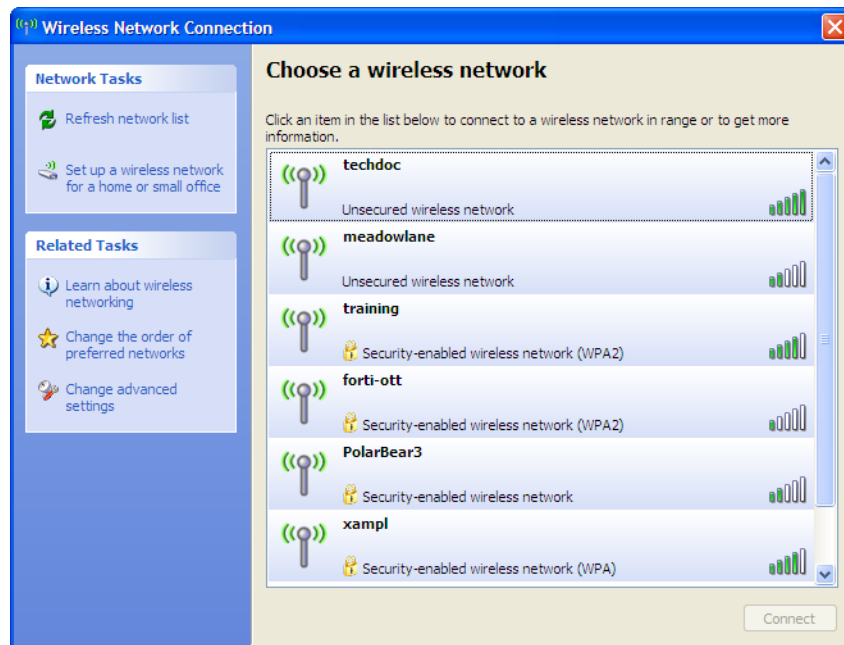 Wireless Network Connection
Network Tasks
Refresh network list
Set up a wireless network
for a home or small office
Related Tasks
Learn about wireless
networking
Change the order of
preferred networks
Change advanced
settings
Choose a wireless network
Click an item in the list below to connect to a wireless network in range or to get more
information.
techdoc
Unsecured wireless network
meadowlane
Unsecured wireless network
training
Security-enabled wireless network (WPA2)
forti-ott
Security-enabled wireless network (WPA2)
PolarBear3
Security-enabled wireless network
xampl
Security-enabled wireless network (WPA)
Connect